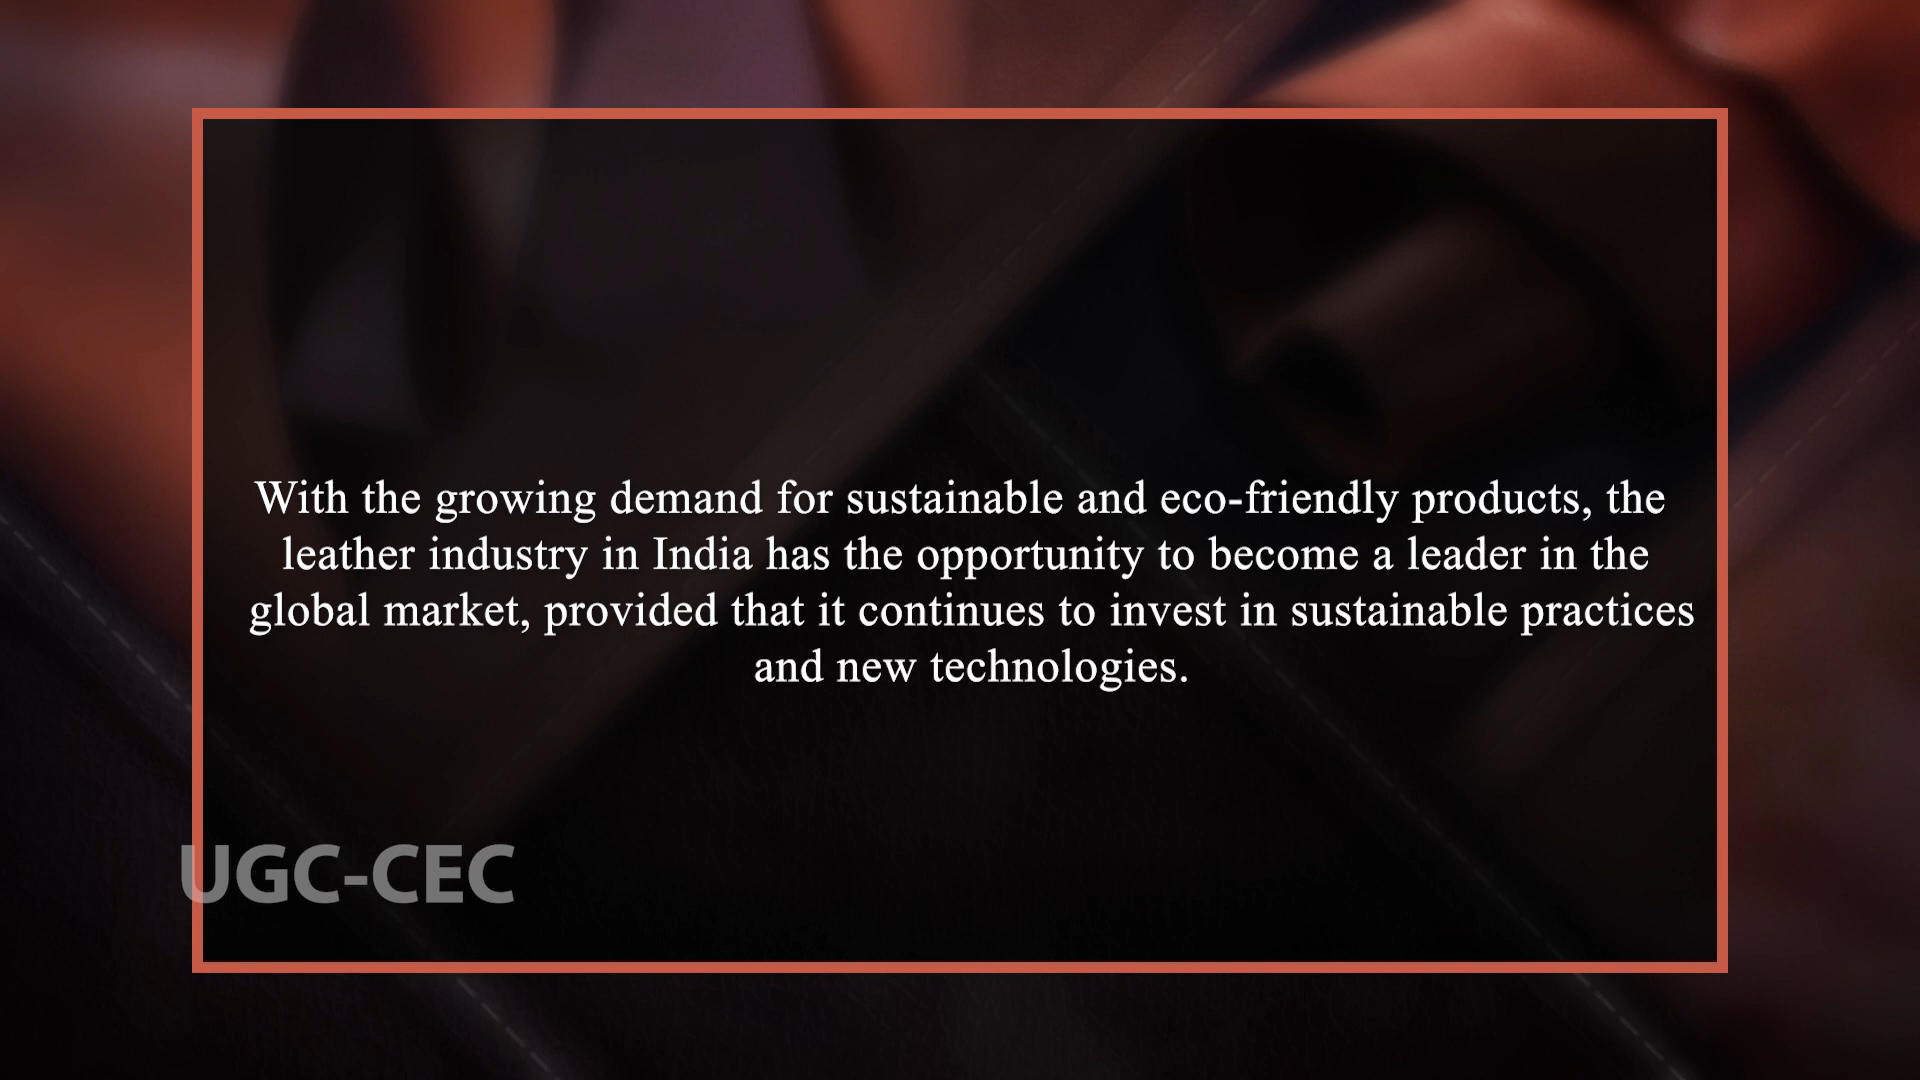 With the growing demand for sustainable and eco-friendly products, the
leather industry in India has the opportunity to become a leader in the
global market, provided that it continues to invest in sustainable practices
and new technologies.
UGC-CEC